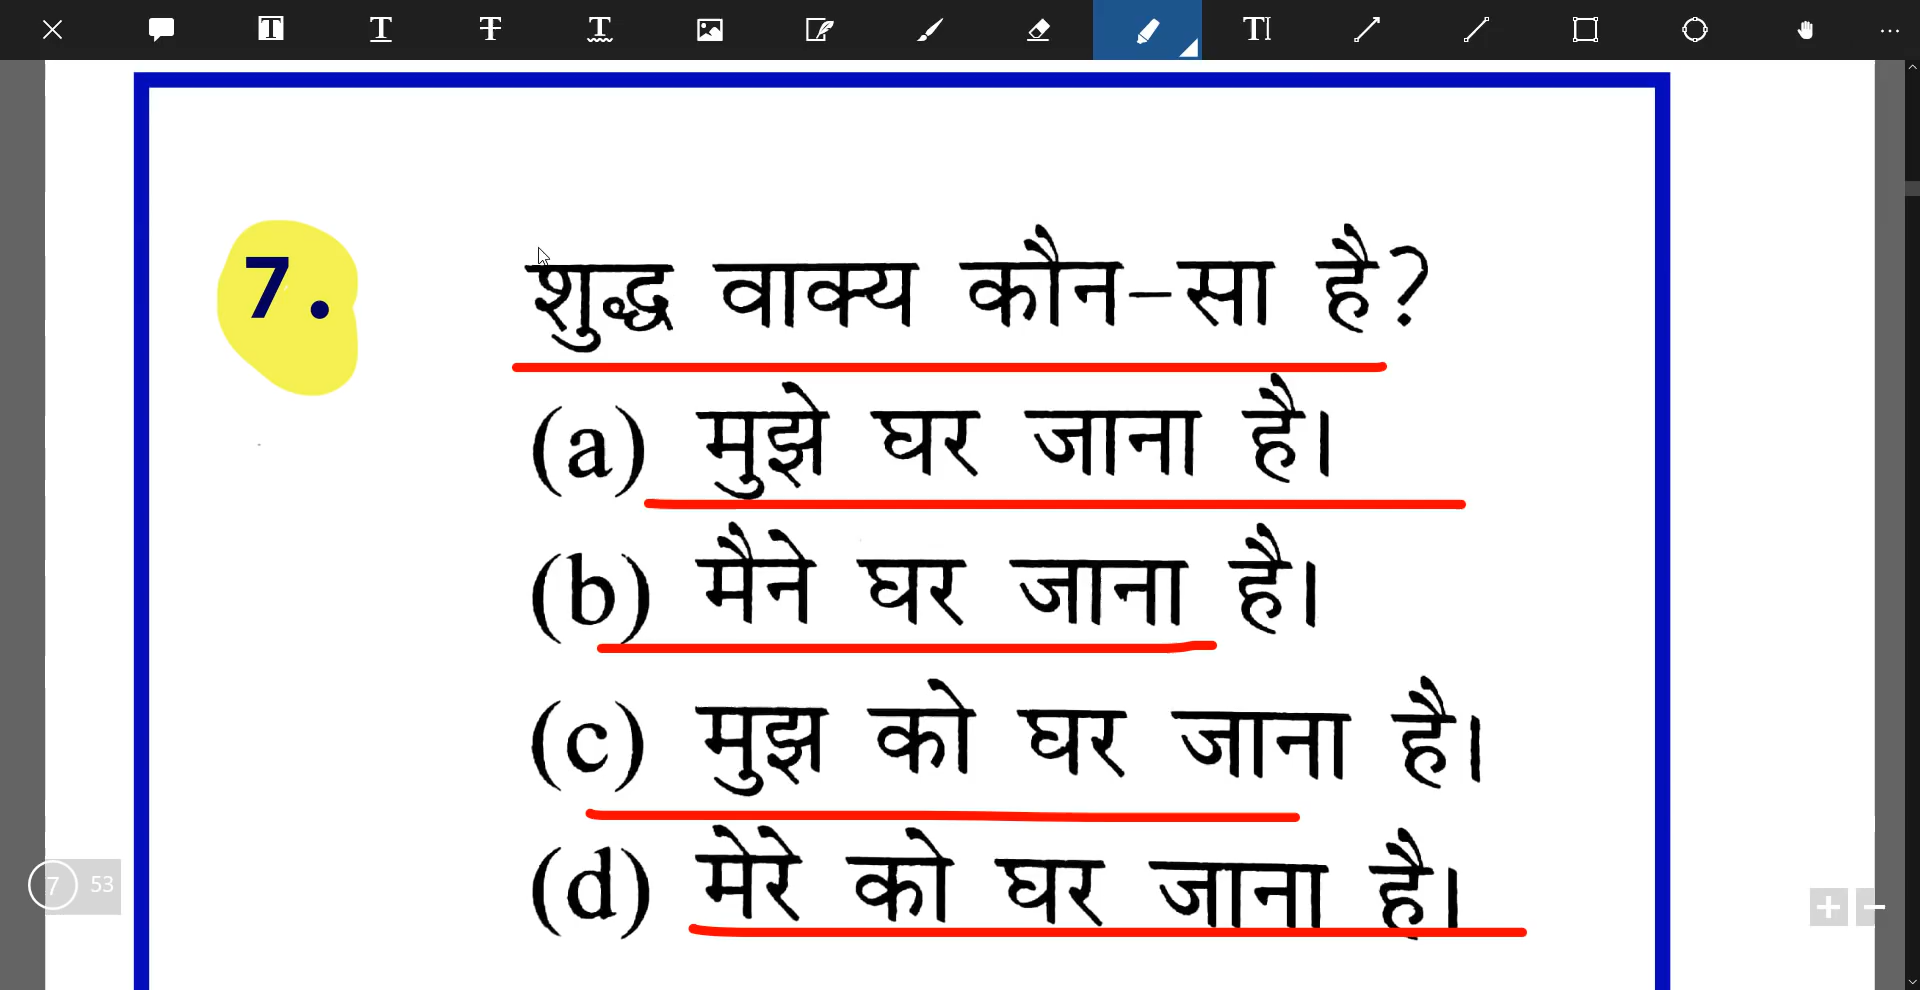 7. शुद्ध वाक्य कौन-सा है?
(a) मुझे घर जाना है।
(b) मैने घर जाना है।
(c) मुझ को घर जाना है।
(d) मेरे को घर जाना है।
7 53